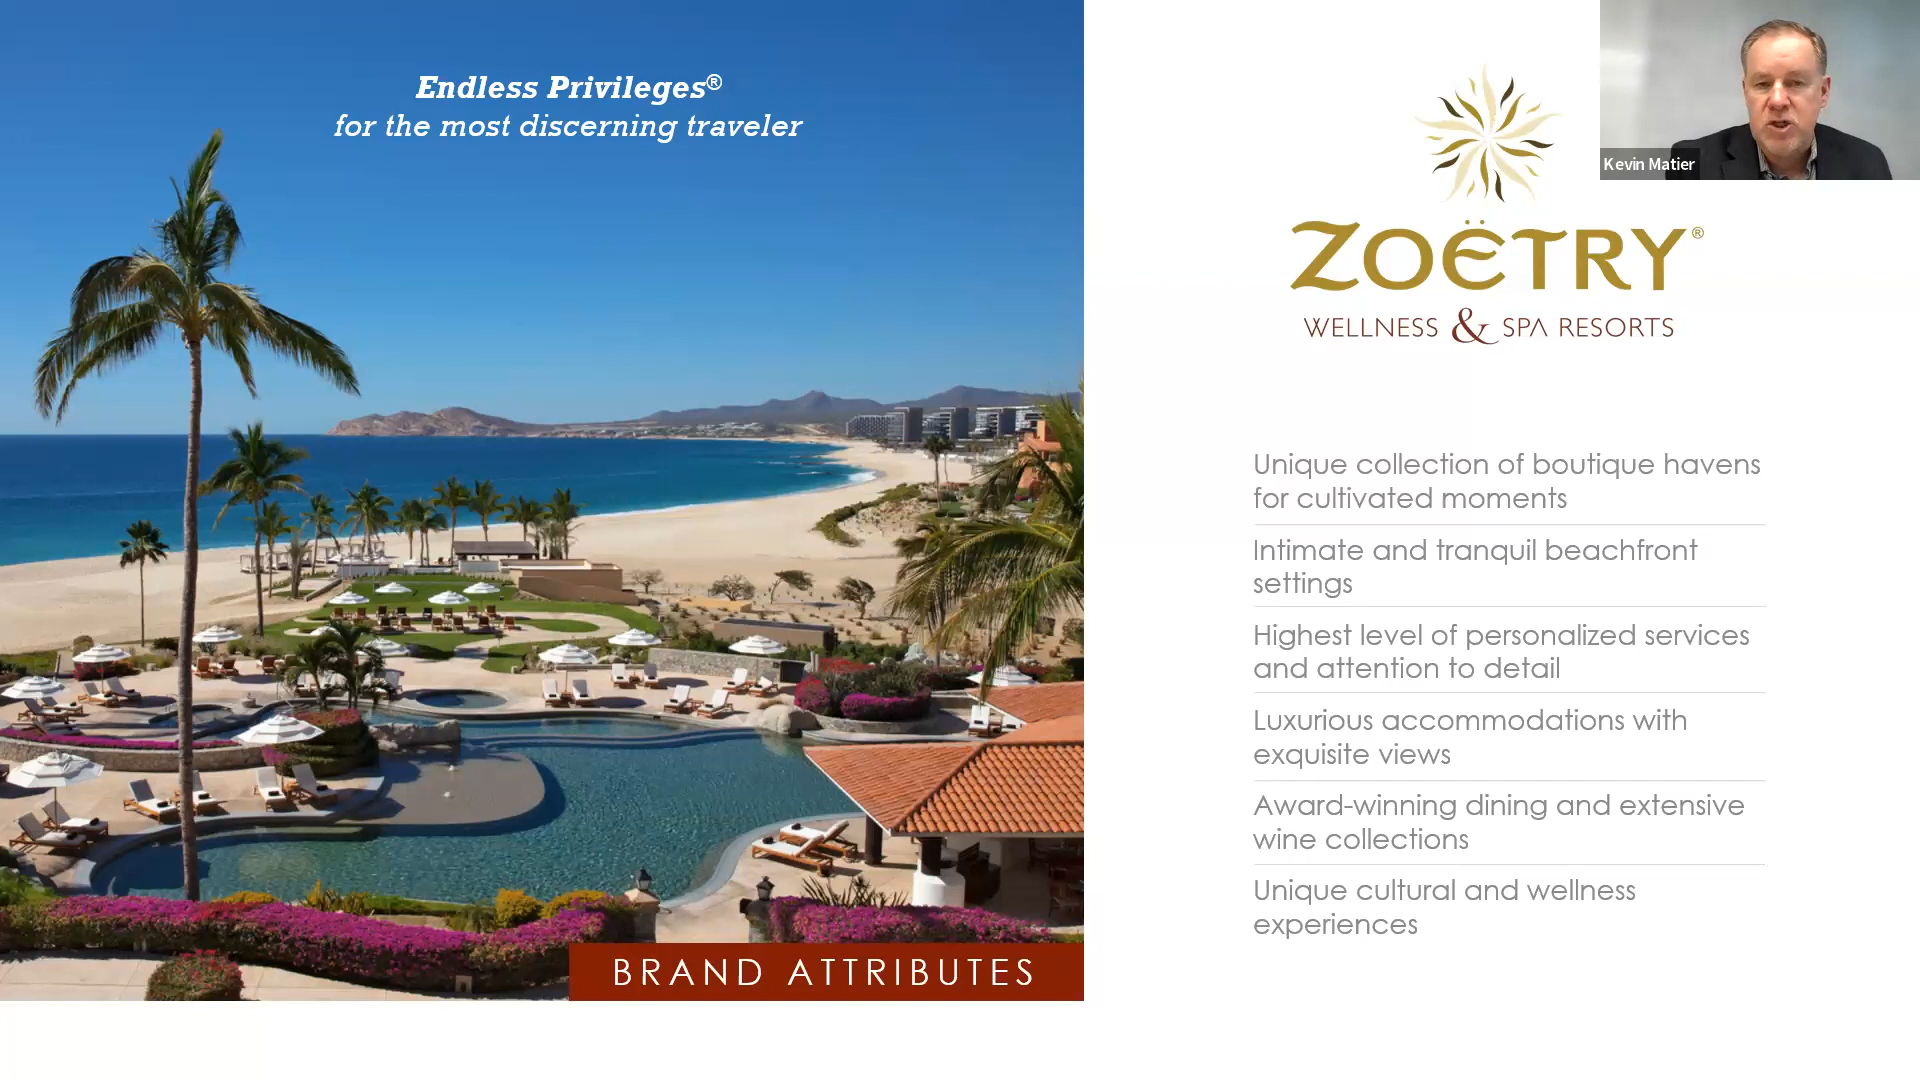 Endless Privileges®
for the most discerning traveler
Kevin Matier
ZOËTRY®
WELLNESS & SPA RESORTS
Unique collection of boutique havens
for cultivated moments
Intimate and tranquil beachfront
settings
Highest level of personalized services
and attention to detail
Luxurious accommodations with
exquisite views
Award-winning dining and extensive
wine collections
Unique cultural and wellness
experiences
BRAND ATTRIBUTES